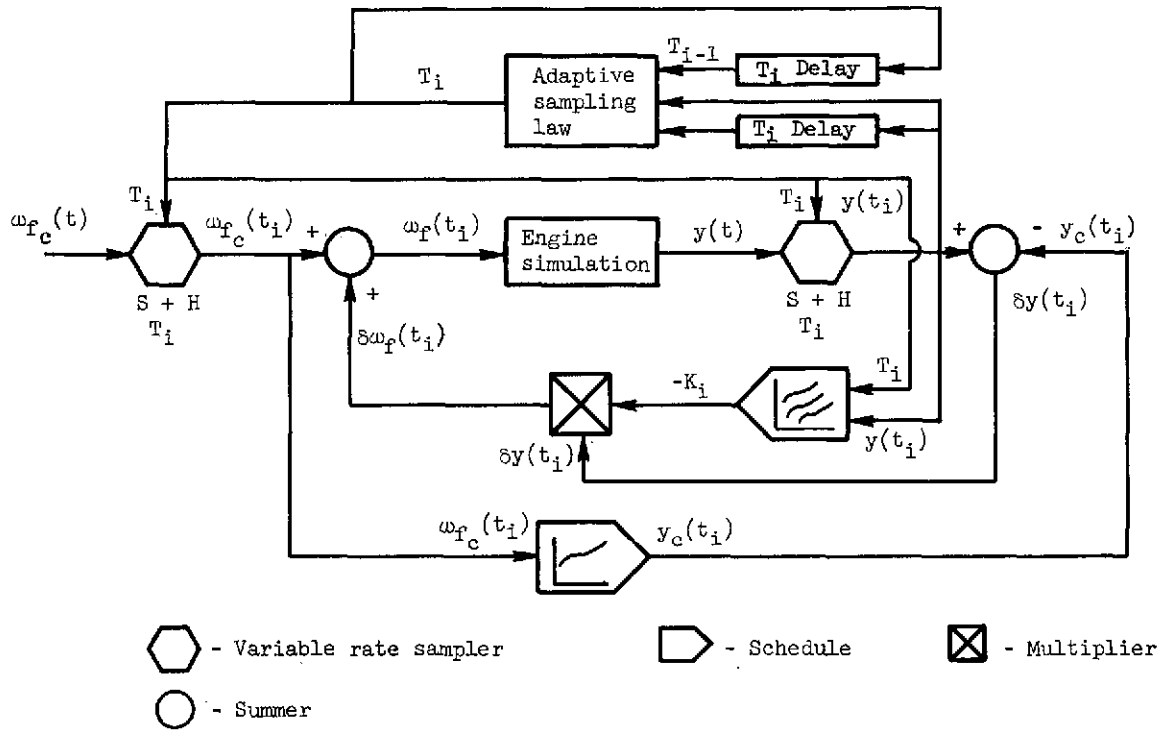 T_{i-1}
T_i Delay
T_i
Adaptive
sampling
law
T_i Delay
T_i
T_i
y(t_i)
ω_{f_c}(t)
ω_{f_c}(t_i)
+
ω_f(t_i)
Engine
simulation
y(t)
+
-
y_c(t_i)
S + H
T_i
+
S + H
T_i
δy(t_i)
δω_f(t_i)
-K_i
T_i
δy(t_i)
y(t_i)
ω_{f_c}(t_i)
y_c(t_i)
- Variable rate sampler
- Schedule
- Multiplier
- Summer